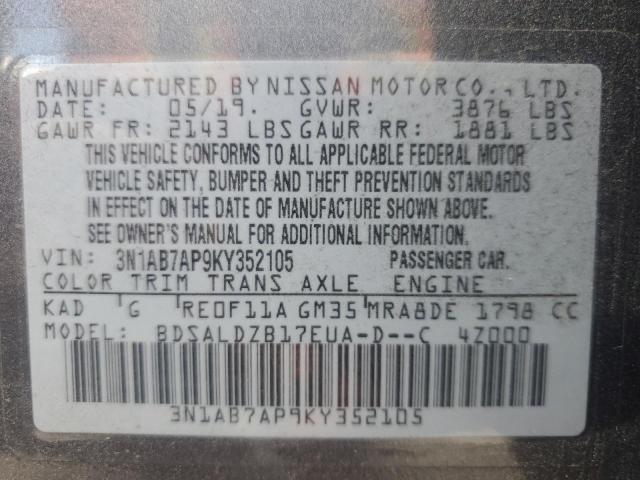 MANUFACTURED BY NISSAN MOTOR CO., LTD.
DATE: 05/19. GVWR: 3876 LBS
GAWR FR: 2143 LBS GAWR RR: 1881 LBS
THIS VEHICLE CONFORMS TO ALL APPLICABLE FEDERAL MOTOR
VEHICLE SAFETY, BUMPER AND THEFT PREVENTION STANDARDS
IN EFFECT ON THE DATE OF MANUFACTURE SHOWN ABOVE.
SEE OWNER'S MANUAL FOR ADDITIONAL INFORMATION.
VIN: 3N1AB7AP9KY352105 PASSENGER CAR.
COLOR TRIM TRANS AXLE ENGINE
KAD G RE0F11A GM35 MRA8DE 1798 CC
MODEL: BDSALDZB17EUA-D--C 4Z000
3N1AB7AP9KY352105